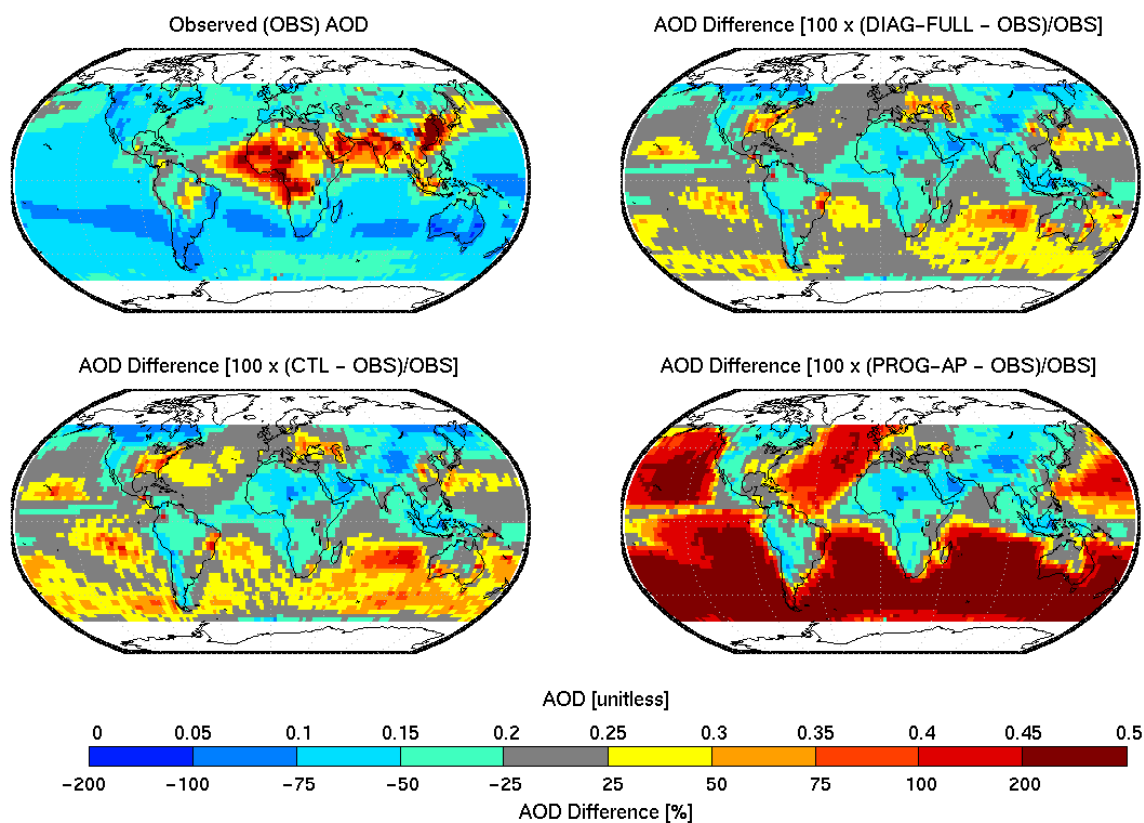 Observed (OBS) AOD
AOD Difference [100 x (DIAG-FULL - OBS)/OBS]
AOD Difference [100 x (CTL - OBS)/OBS]
AOD Difference [100 x (PROG-AP - OBS)/OBS]
AOD [unitless]
0 0.05 0.1 0.15 0.2 0.25 0.3 0.35 0.4 0.45 0.5
-200 -100 -75 -50 -25 25 50 75 100 200
AOD Difference [%]